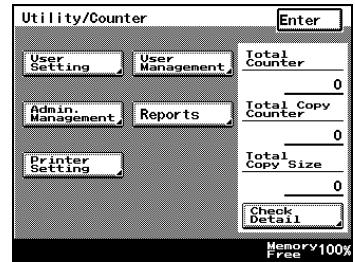 Utility/Counter
Enter
User
Setting
User
Management
Total
Counter
0
Admin.
Management
Reports
Total Copy
Counter
0
Printer
Setting
Total
Copy Size
0
Check
Detail
Memory
Free 100%